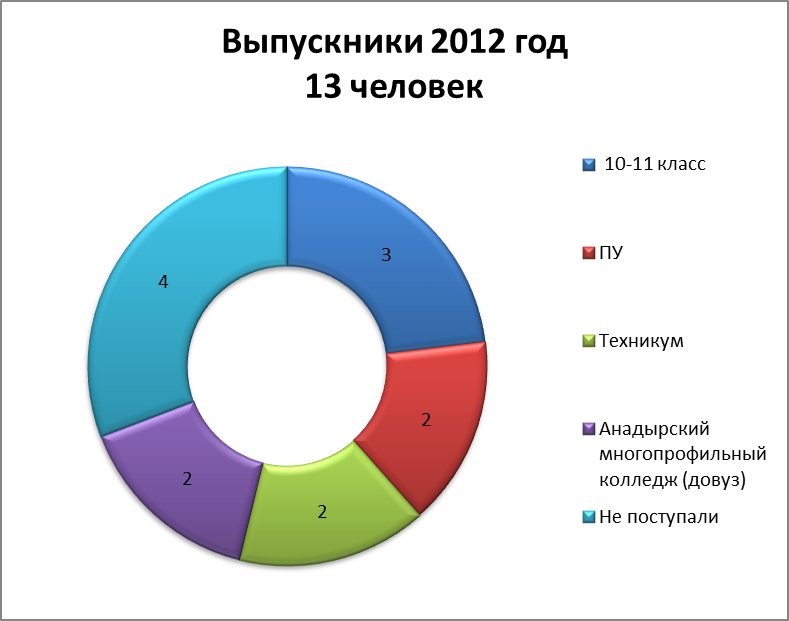 Выпускники 2012 год
13 человек
3
2
2
2
4
10-11 класс
ПУ
Техникум
Анадырский
многопрофильный
колледж (довуз)
Не поступали